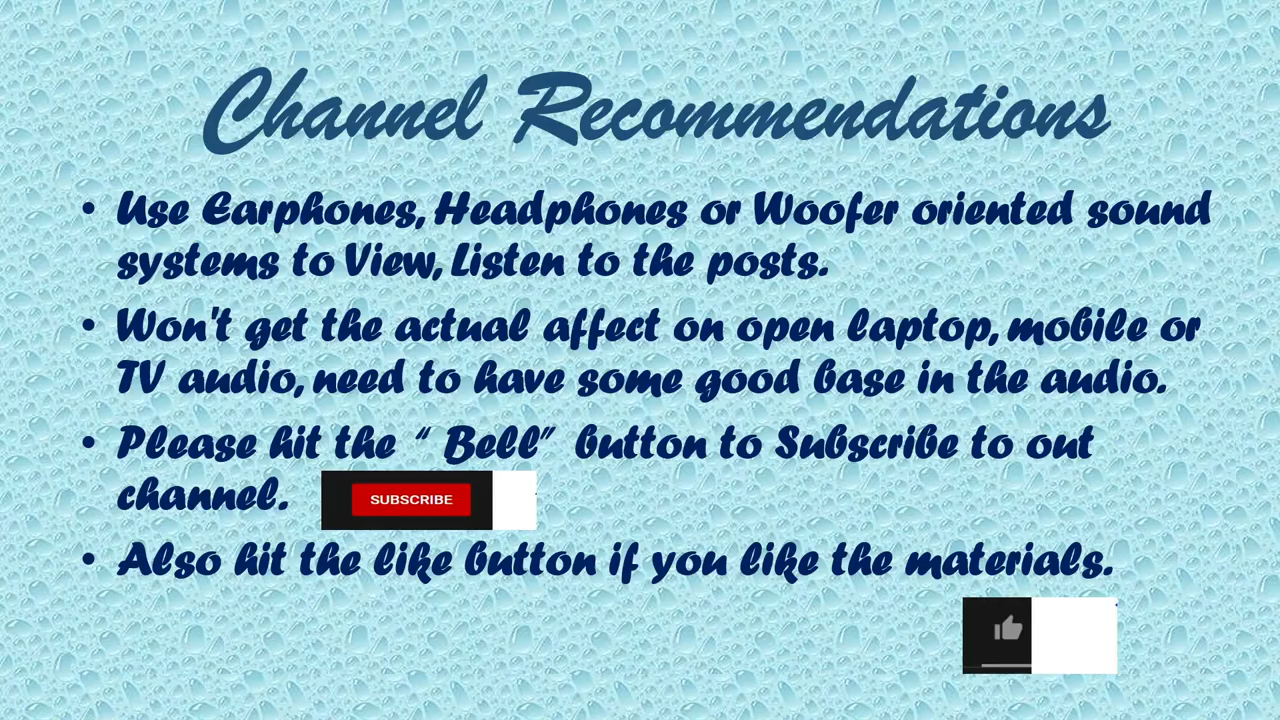 Channel Recommendations
• Use Earphones, Headphones or Woofer oriented sound
systems to View, Listen to the posts.
• Won't get the actual affect on open laptop, mobile or
TV audio, need to have some good base in the audio.
• Please hit the “ Bell” button to Subscribe to out
channel.
SUBSCRIBE
• Also hit the like button if you like the materials.